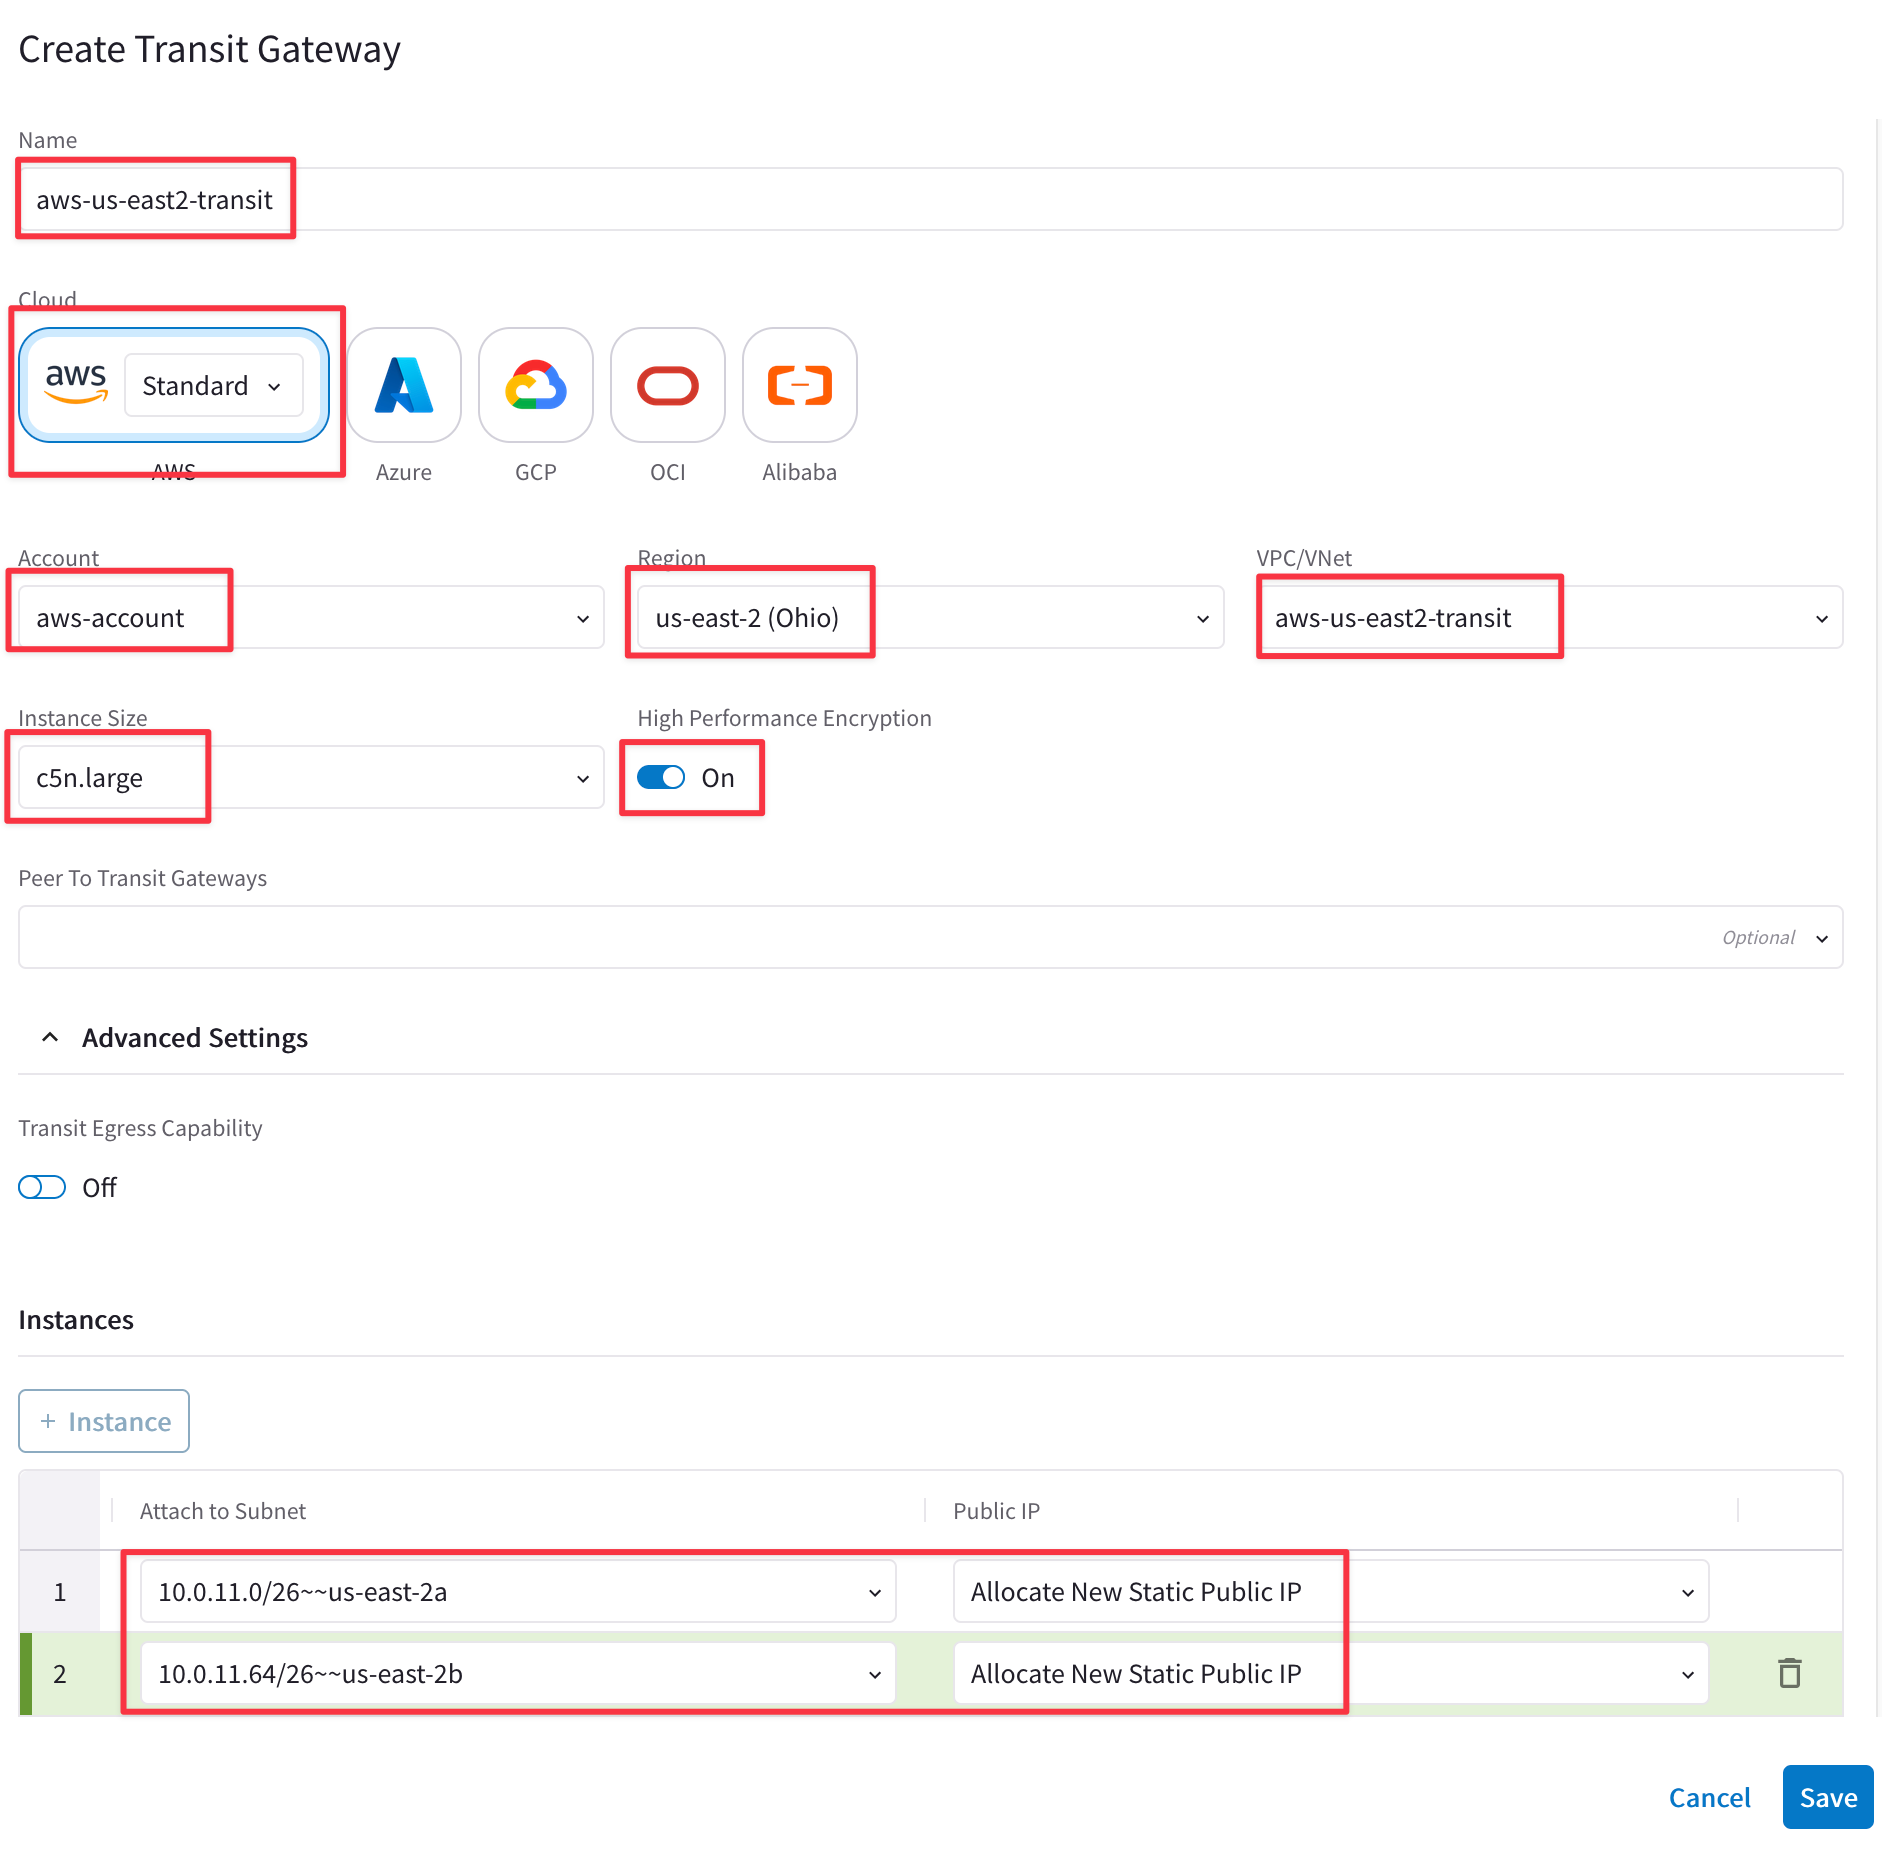 Create Transit Gateway
Name
aws-us-east2-transit
Cloud
aws Standard
AWS Azure GCP OCI Alibaba
Account Region VPC/VNet
aws-account us-east-2 (Ohio) aws-us-east2-transit
Instance Size High Performance Encryption
c5n.large On
Peer To Transit Gateways
Optional
Advanced Settings
Transit Egress Capability
Off
Instances
+ Instance
Attach to Subnet Public IP
1 10.0.11.0/26~~us-east-2a Allocate New Static Public IP
2 10.0.11.64/26~~us-east-2b Allocate New Static Public IP
Cancel Save